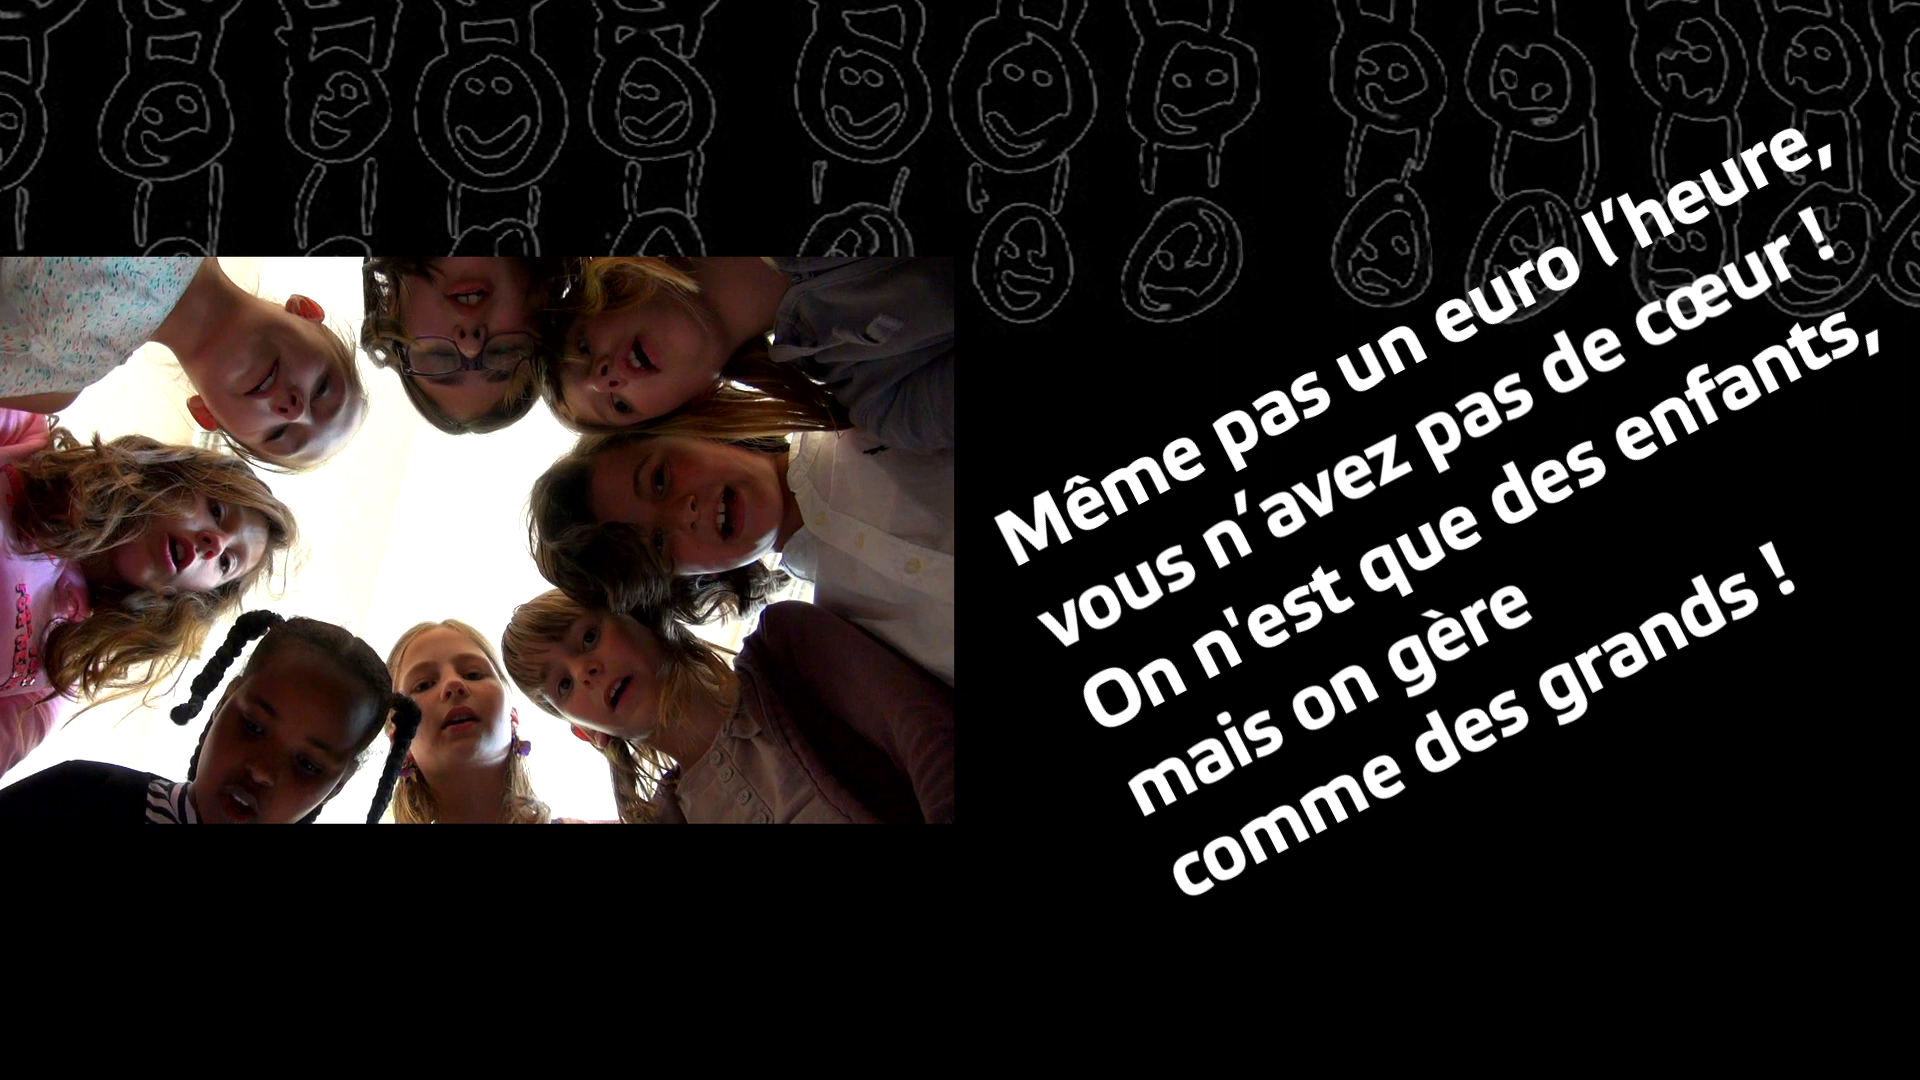 Même pas un euro l’heure,
vous n’avez pas de cœur !
On n'est que des enfants,
mais on gère
comme des grands !